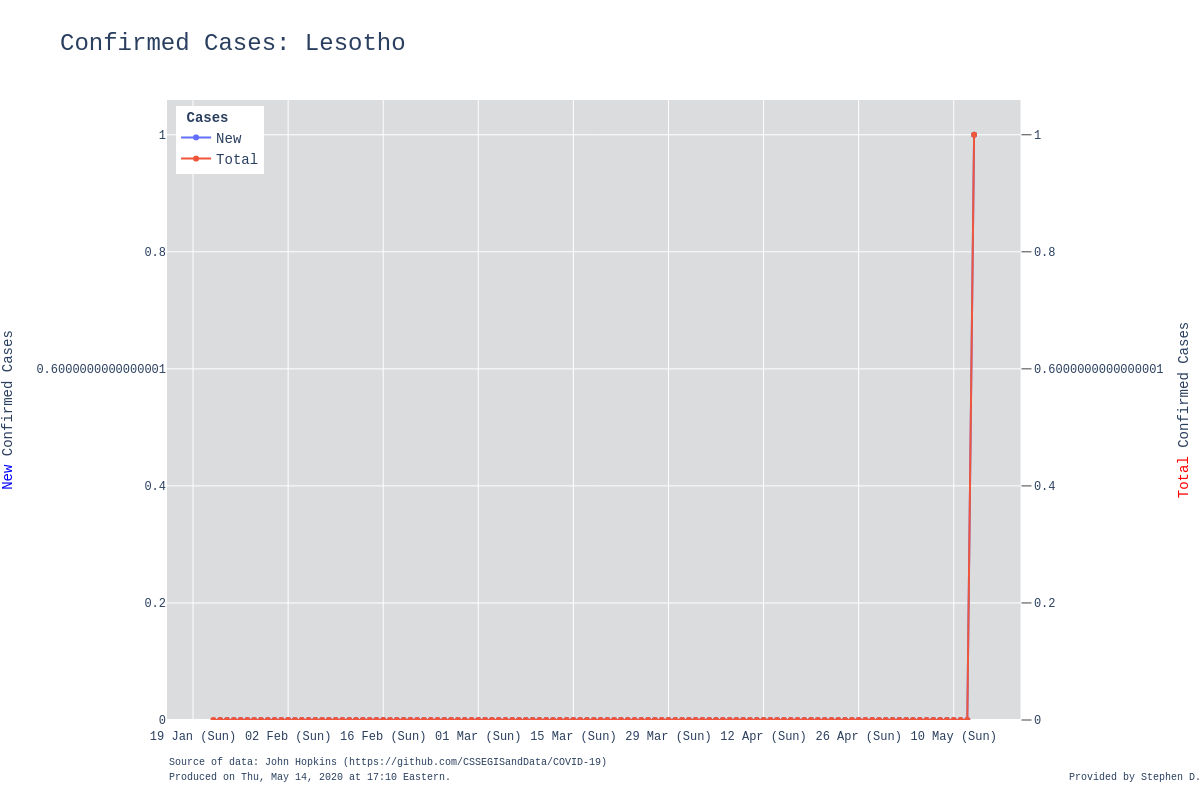 Confirmed Cases: Lesotho
Cases
New
Total
1
0.8
0.6000000000000001
0.4
0.2
0
1
0.8
0.6000000000000001
0.4
0.2
0
New Confirmed Cases
Total Confirmed Cases
19 Jan (Sun) 02 Feb (Sun) 16 Feb (Sun) 01 Mar (Sun) 15 Mar (Sun) 29 Mar (Sun) 12 Apr (Sun) 26 Apr (Sun) 10 May (Sun)
Source of data: John Hopkins (https://github.com/CSSEGISandData/COVID-19)
Produced on Thu, May 14, 2020 at 17:10 Eastern.
Provided by Stephen D.